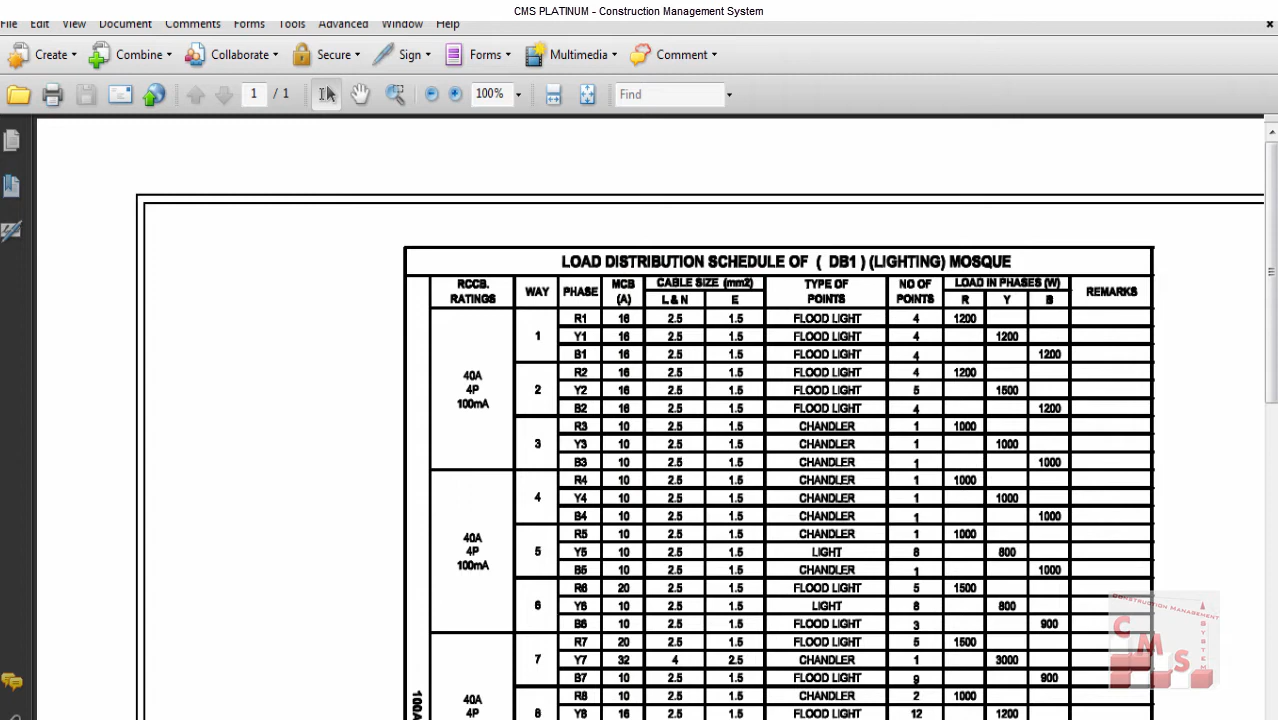 CMS PLATINUM - Construction Management System
File Edit View Document Comments Forms Tools Advanced Window Help
Create Combine Collaborate Secure Sign Forms Multimedia Comment
1 / 1 100% Find
LOAD DISTRIBUTION SCHEDULE OF ( DB1 ) (LIGHTING) MOSQUE
RCCB. RATINGS WAY PHASE MCB (A) CABLE SIZE (mm2) TYPE OF POINTS NO OF POINTS LOAD IN PHASES (W) REMARKS
L & N E R Y B
R1 16 2.5 1.5 FLOOD LIGHT 4 1200
1 Y1 16 2.5 1.5 FLOOD LIGHT 4 1200
B1 16 2.5 1.5 FLOOD LIGHT 4 1200
40A R2 16 2.5 1.5 FLOOD LIGHT 4 1200
4P 2 Y2 16 2.5 1.5 FLOOD LIGHT 5 1500
100mA B2 16 2.5 1.5 FLOOD LIGHT 4 1200
R3 10 2.5 1.5 CHANDLER 1 1000
3 Y3 10 2.5 1.5 CHANDLER 1 1000
B3 10 2.5 1.5 CHANDLER 1 1000
R4 10 2.5 1.5 CHANDLER 1 1000
4 Y4 10 2.5 1.5 CHANDLER 1 1000
B4 10 2.5 1.5 CHANDLER 1 1000
40A R5 10 2.5 1.5 CHANDLER 1 1000
4P 5 Y5 10 2.5 1.5 LIGHT 8 800
100mA B5 10 2.5 1.5 CHANDLER 1 1000
R6 20 2.5 1.5 FLOOD LIGHT 5 1500
6 Y6 10 2.5 1.5 LIGHT 8 800
B6 10 2.5 1.5 FLOOD LIGHT 3 900
R7 20 2.5 1.5 FLOOD LIGHT 5 1500
7 Y7 32 4 2.5 CHANDLER 1 3000
B7 10 2.5 1.5 FLOOD LIGHT 9 900
40A R8 10 2.5 1.5 CHANDLER 2 1000
4P 8 Y8 16 2.5 1.5 FLOOD LIGHT 12 1200
100A
CONSTRUCTION MANAGEMENT
SYSTEM
CMS